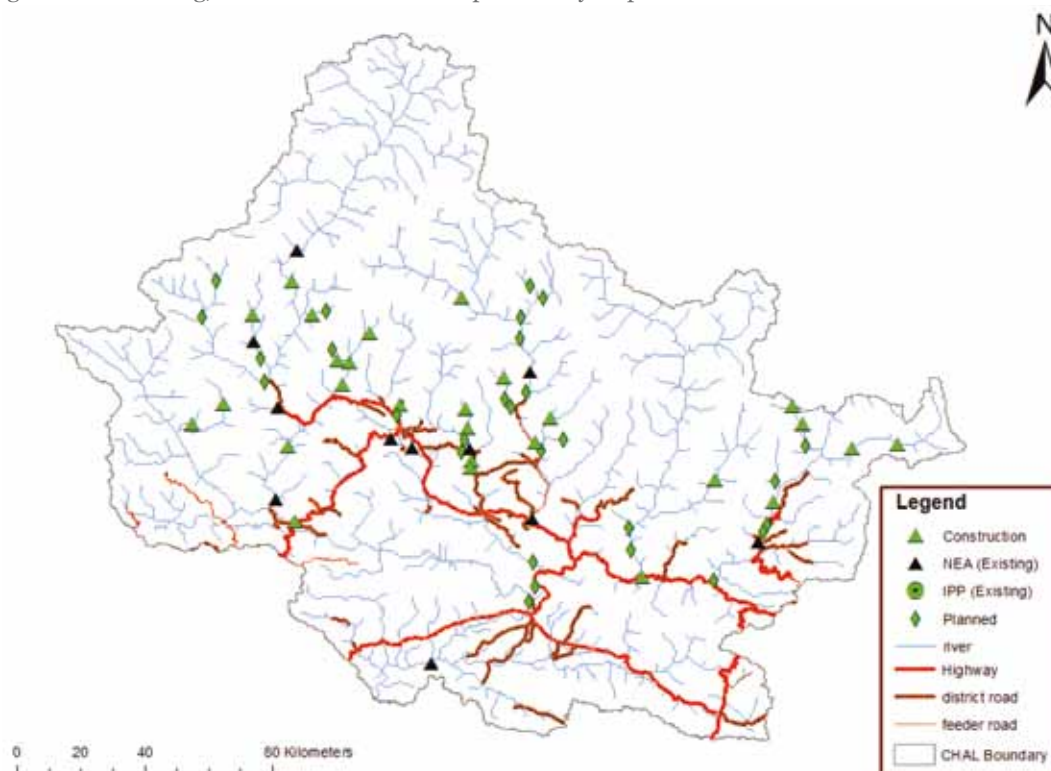 N
Legend
Construction
NEA (Existing)
IPP (Existing)
Planned
river
Highway
district road
feeder road
CHAL Boundary
0 20 40 80 Kilometers